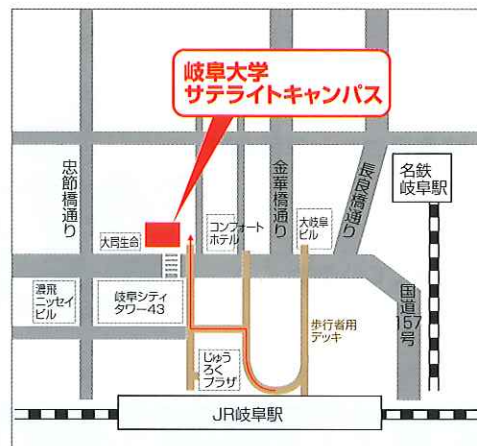 岐阜大学
サテライトキャンパス
忠節橋通り
金華橋通り
長良橋通り
名鉄
岐阜駅
大同生命
コンフォート
ホテル
大岐阜
ビル
濃飛
ニッセイ
ビル
岐阜シティ
タワー43
国道157号
歩行者用
デッキ
じゅう
ろく
プラザ
JR岐阜駅